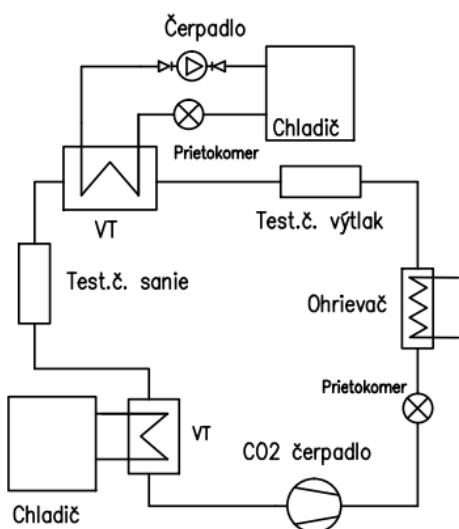 Čerpadlo
Chladič
Prietokomer
VT
Test.č. výtlak
Test.č. sanie
Ohrievač
Prietokomer
VT
CO2 čerpadlo
Chladič